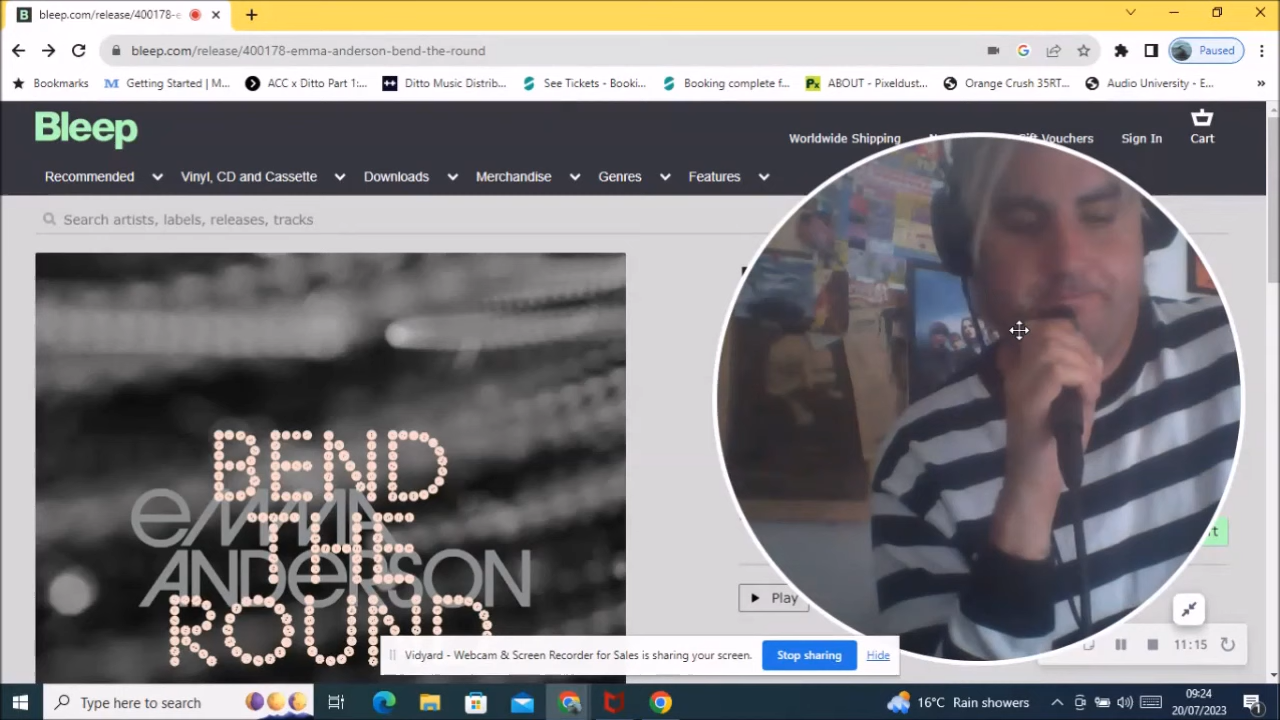 bleep.com/release/400178-e
bleep.com/release/400178-emma-anderson-bend-the-round
Paused
Bookmarks
Getting Started | M...
ACC x Ditto Part 1:...
Ditto Music Distrib...
See Tickets - Booki...
Booking complete f...
ABOUT - Pixeldust...
Orange Crush 35RT...
Audio University - E...
»
Bleep
Worldwide Shipping
Vouchers
Sign In
Cart
Recommended
Vinyl, CD and Cassette
Downloads
Merchandise
Genres
Features
Search artists, labels, releases, tracks
BEND
THE
ROUND
emma
ANDERSON
Play
Vidyard - Webcam & Screen Recorder for Sales is sharing your screen.
Stop sharing
Hide
11:15
Type here to search
16°C Rain showers
09:24
20/07/2023
1